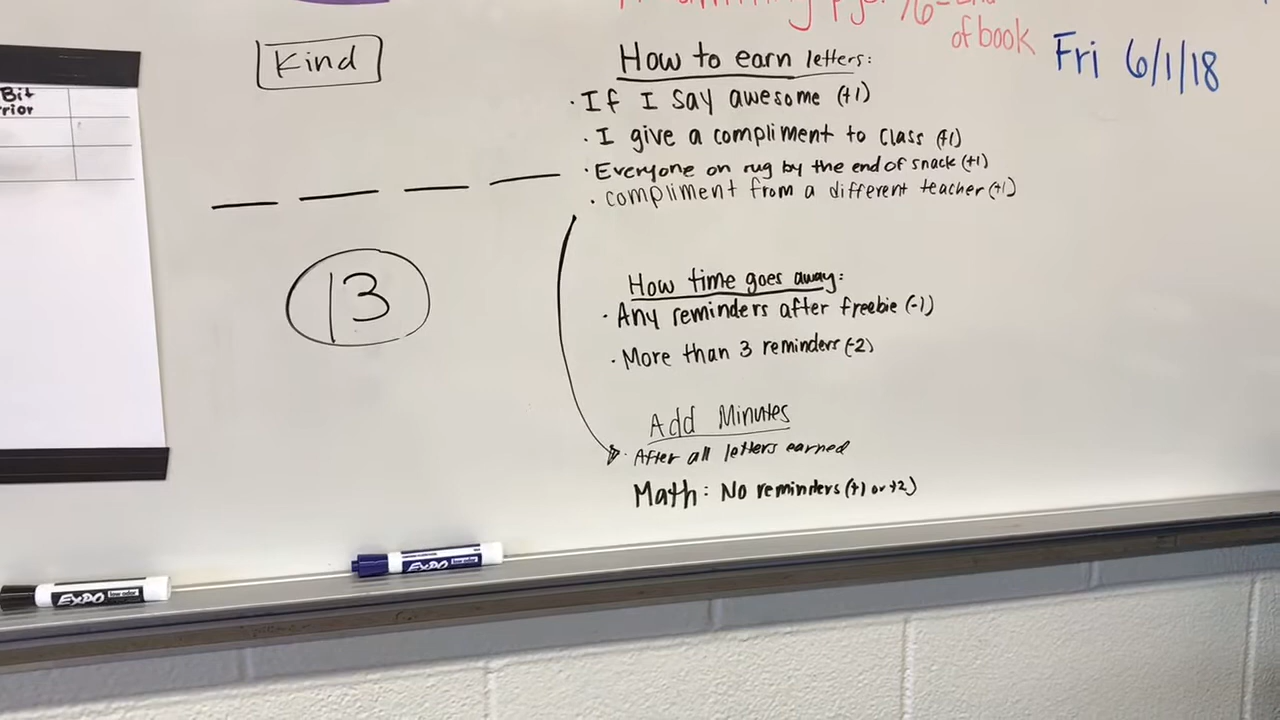 of book
Fri 6/1/18
Kind
How to earn letters:
· If I say awesome (+1)
· I give a compliment to class (+1)
· Everyone on rug by the end of snack (+1)
· compliment from a different teacher (+1)
13
How time goes away:
· Any reminders after freebie (-1)
· More than 3 reminders (-2)
Add Minutes
· After all letters earned
Math: No reminders (+1 or +2)
Bit
EXPO
EXPO